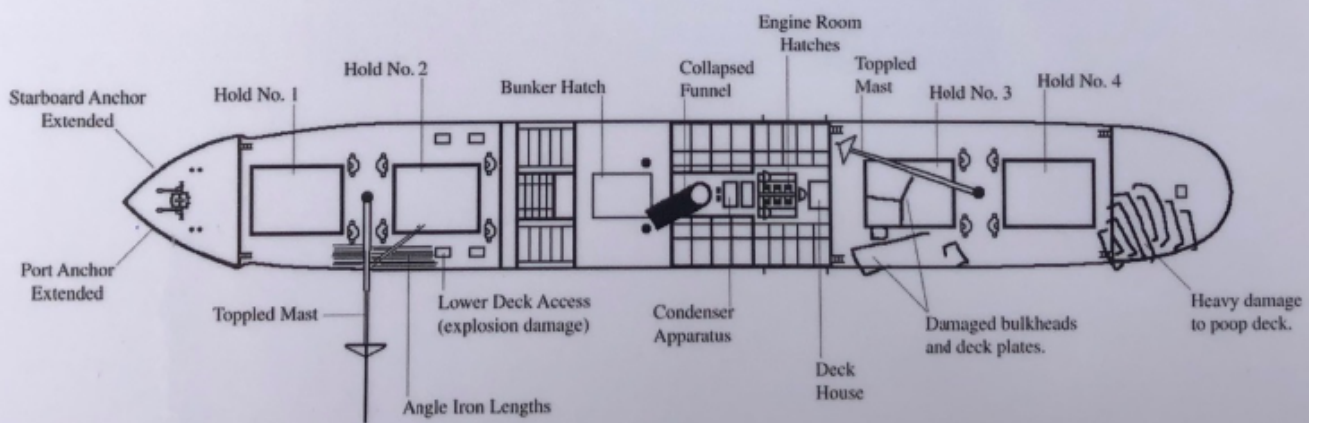 Engine Room
Hatches
Hold No. 2
Collapsed
Funnel
Toppled
Mast
Starboard Anchor
Extended
Hold No. 1
Bunker Hatch
Hold No. 3
Hold No. 4
Port Anchor
Extended
Toppled Mast
Lower Deck Access
(explosion damage)
Condenser
Apparatus
Damaged bulkheads
and deck plates.
Heavy damage
to poop deck.
Deck
House
Angle Iron Lengths